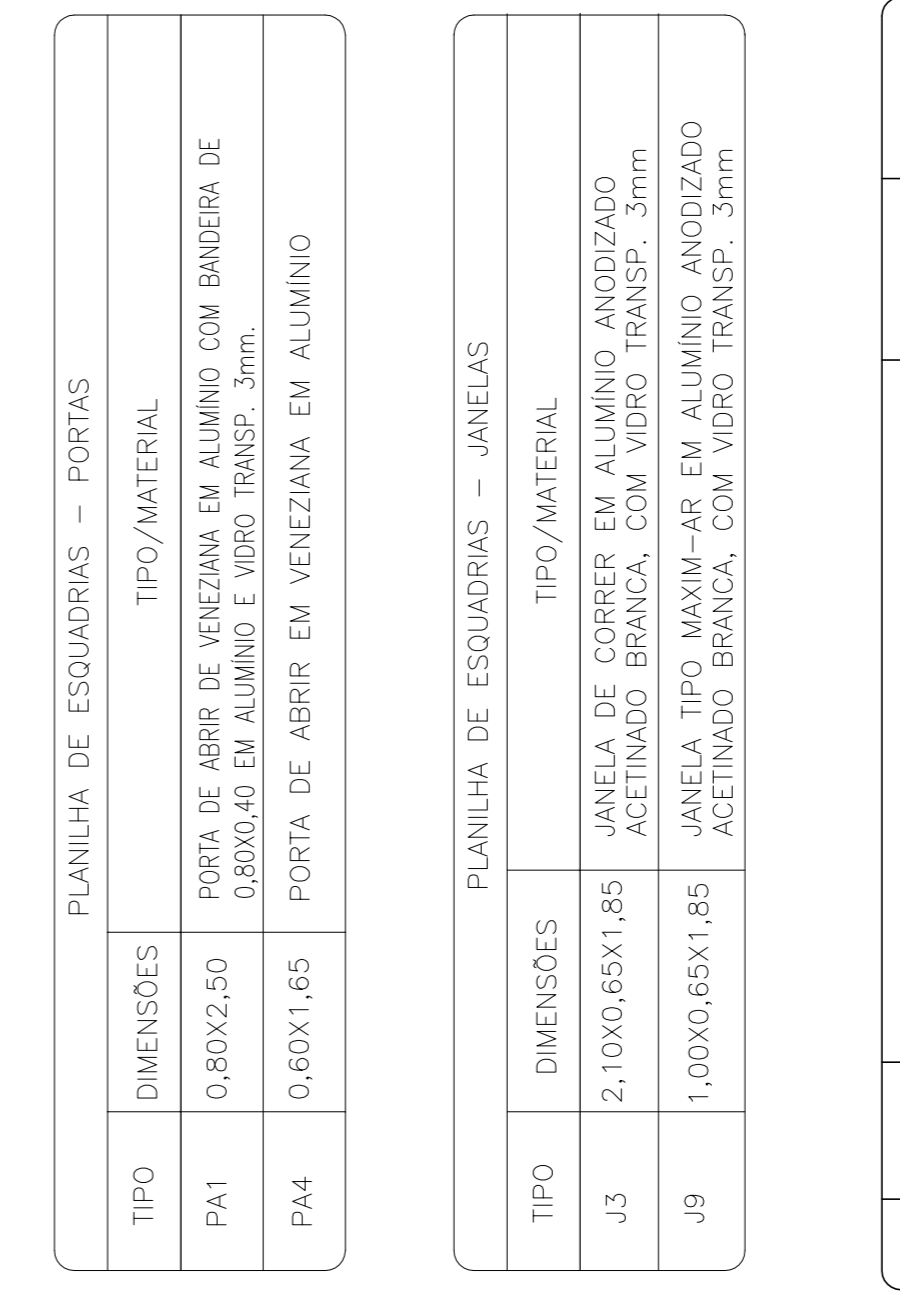 PLANILHA DE ESQUADRIAS – PORTAS
TIPO DIMENSÕES TIPO/MATERIAL
PA1 0,80X2,50 PORTA DE ABRIR DE VENEZIANA EM ALUMÍNIO COM BANDEIRA DE
0,80X0,40 EM ALUMÍNIO E VIDRO TRANSP. 3mm.
PA4 0,60X1,65 PORTA DE ABRIR EM VENEZIANA EM ALUMÍNIO
PLANILHA DE ESQUADRIAS – JANELAS
TIPO DIMENSÕES TIPO/MATERIAL
J3 2,10X0,65X1,85 JANELA DE CORRER EM ALUMÍNIO ANODIZADO
ACETINADO BRANCA, COM VIDRO TRANSP. 3mm
J9 1,00X0,65X1,85 JANELA TIPO MAXIM–AR EM ALUMÍNIO ANODIZADO
ACETINADO BRANCA, COM VIDRO TRANSP. 3mm